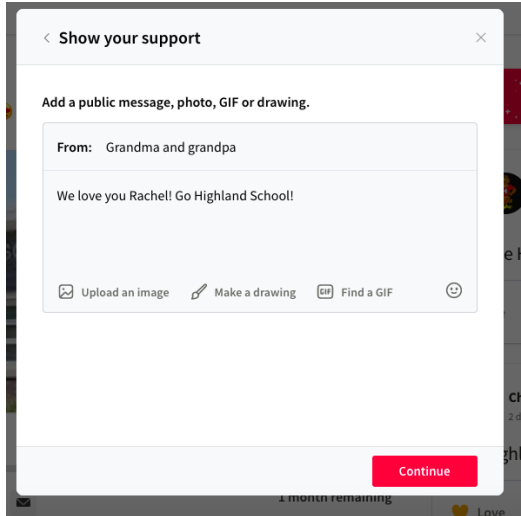 Show your support
Add a public message, photo, GIF or drawing.
From: Grandma and grandpa
We love you Rachel! Go Highland School!
Upload an image Make a drawing GIF Find a GIF
Continue
1 month remaining
Love